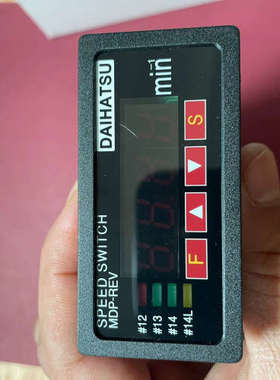 DAIHATSU
SPEED SWITCH
MDP-REV
min⁻¹
#12
#13
#14
#14L
F
S